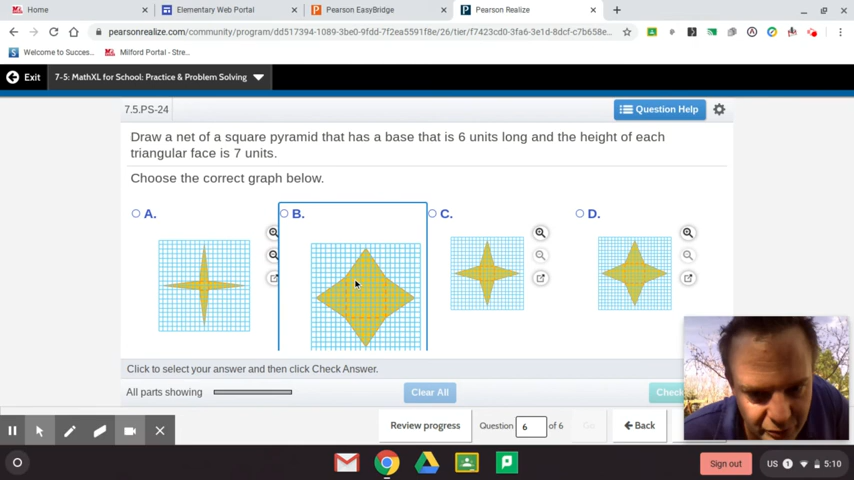 Home
Elementary Web Portal
Pearson EasyBridge
Pearson Realize
pearsonrealize.com/community/program/dd517394-1089-3be0-9fdd-7f2ea5591f8e/26/tier/f7423cd0-3fa6-3e1d-8dcf-c7b658e...
Welcome to Succes...
Milford Portal - Stre...
Exit
7-5: MathXL for School: Practice & Problem Solving
7.5.PS-24
Question Help
Draw a net of a square pyramid that has a base that is 6 units long and the height of each
triangular face is 7 units.
Choose the correct graph below.
A.
B.
C.
D.
Click to select your answer and then click Check Answer.
All parts showing
Clear All
Check
Review progress
Question 6 of 6
Go
Back
Sign out
US 1 5:10